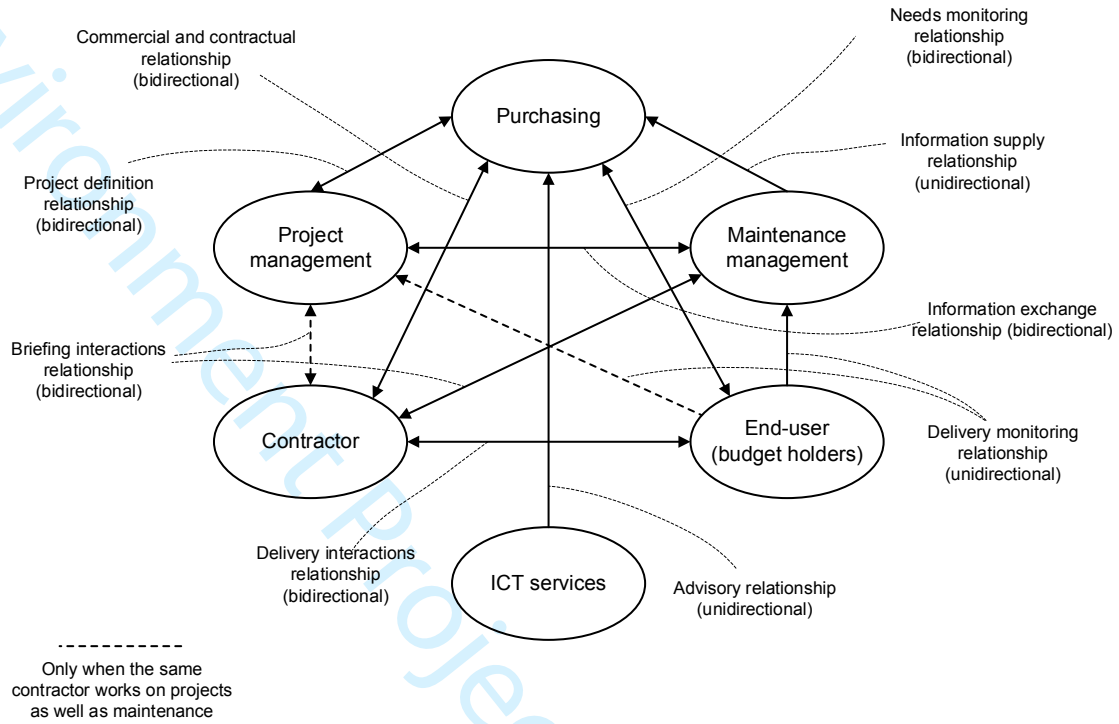 Commercial and contractual
relationship
(bidirectional)
Needs monitoring
relationship
(bidirectional)
Purchasing
Information supply
relationship
(unidirectional)
Project definition
relationship
(bidirectional)
Project
management
Maintenance
management
Information exchange
relationship (bidirectional)
Briefing interactions
relationship
(bidirectional)
Contractor
End-user
(budget holders)
Delivery monitoring
relationship
(unidirectional)
Delivery interactions
relationship
(bidirectional)
ICT services
Advisory relationship
(unidirectional)
Only when the same
contractor works on projects
as well as maintenance